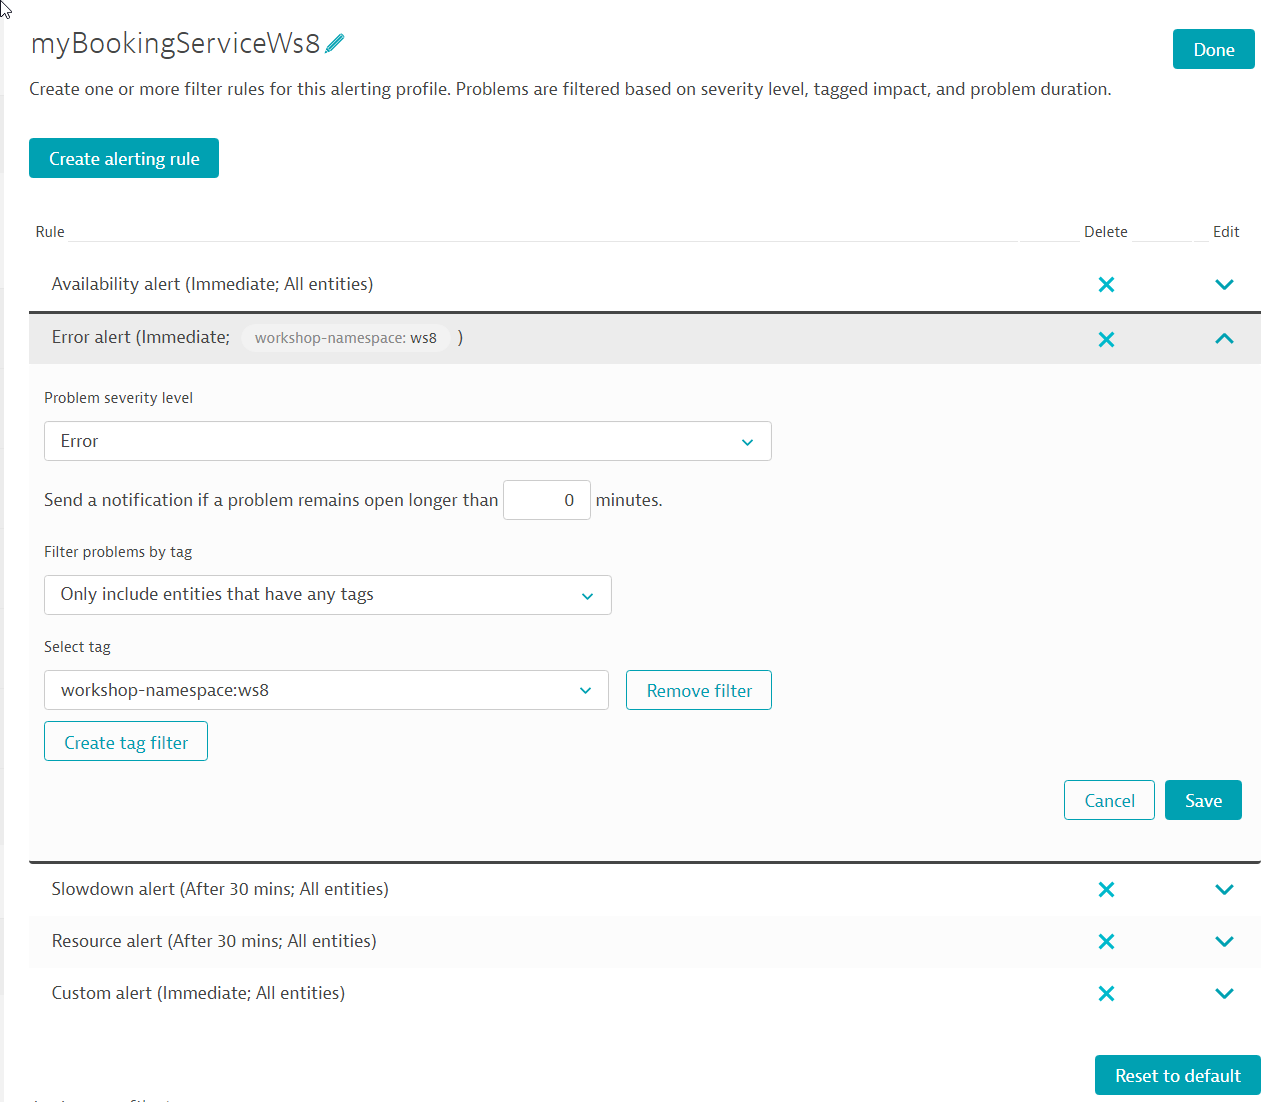 myBookingServiceWs8
Done
Create one or more filter rules for this alerting profile. Problems are filtered based on severity level, tagged impact, and problem duration.
Create alerting rule
Rule Delete Edit
Availability alert (Immediate; All entities)
Error alert (Immediate; workshop-namespace: ws8 )
Problem severity level
Error
Send a notification if a problem remains open longer than 0 minutes.
Filter problems by tag
Only include entities that have any tags
Select tag
workshop-namespace:ws8 Remove filter
Create tag filter
Cancel Save
Slowdown alert (After 30 mins; All entities)
Resource alert (After 30 mins; All entities)
Custom alert (Immediate; All entities)
Reset to default